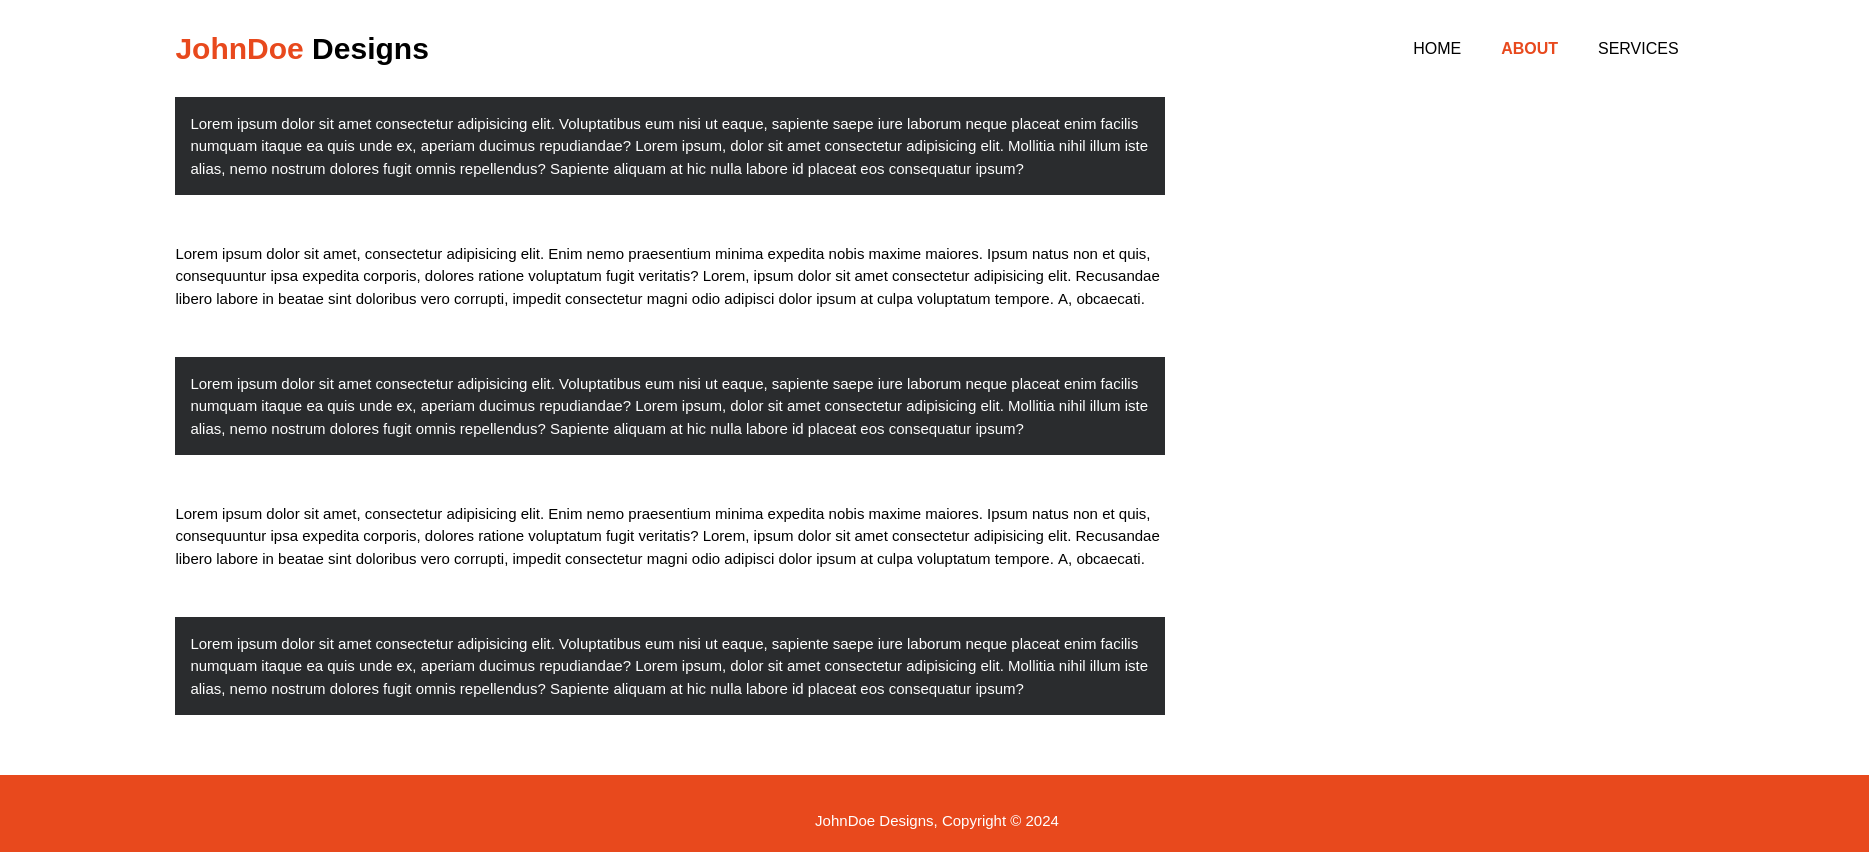 JohnDoe Designs
HOME ABOUT SERVICES
Lorem ipsum dolor sit amet consectetur adipisicing elit. Voluptatibus eum nisi ut eaque, sapiente saepe iure laborum neque placeat enim facilis
numquam itaque ea quis unde ex, aperiam ducimus repudiandae? Lorem ipsum, dolor sit amet consectetur adipisicing elit. Mollitia nihil illum iste
alias, nemo nostrum dolores fugit omnis repellendus? Sapiente aliquam at hic nulla labore id placeat eos consequatur ipsum?
Lorem ipsum dolor sit amet, consectetur adipisicing elit. Enim nemo praesentium minima expedita nobis maxime maiores. Ipsum natus non et quis,
consequuntur ipsa expedita corporis, dolores ratione voluptatum fugit veritatis? Lorem, ipsum dolor sit amet consectetur adipisicing elit. Recusandae
libero labore in beatae sint doloribus vero corrupti, impedit consectetur magni odio adipisci dolor ipsum at culpa voluptatum tempore. A, obcaecati.
Lorem ipsum dolor sit amet consectetur adipisicing elit. Voluptatibus eum nisi ut eaque, sapiente saepe iure laborum neque placeat enim facilis
numquam itaque ea quis unde ex, aperiam ducimus repudiandae? Lorem ipsum, dolor sit amet consectetur adipisicing elit. Mollitia nihil illum iste
alias, nemo nostrum dolores fugit omnis repellendus? Sapiente aliquam at hic nulla labore id placeat eos consequatur ipsum?
Lorem ipsum dolor sit amet, consectetur adipisicing elit. Enim nemo praesentium minima expedita nobis maxime maiores. Ipsum natus non et quis,
consequuntur ipsa expedita corporis, dolores ratione voluptatum fugit veritatis? Lorem, ipsum dolor sit amet consectetur adipisicing elit. Recusandae
libero labore in beatae sint doloribus vero corrupti, impedit consectetur magni odio adipisci dolor ipsum at culpa voluptatum tempore. A, obcaecati.
Lorem ipsum dolor sit amet consectetur adipisicing elit. Voluptatibus eum nisi ut eaque, sapiente saepe iure laborum neque placeat enim facilis
numquam itaque ea quis unde ex, aperiam ducimus repudiandae? Lorem ipsum, dolor sit amet consectetur adipisicing elit. Mollitia nihil illum iste
alias, nemo nostrum dolores fugit omnis repellendus? Sapiente aliquam at hic nulla labore id placeat eos consequatur ipsum?
JohnDoe Designs, Copyright © 2024